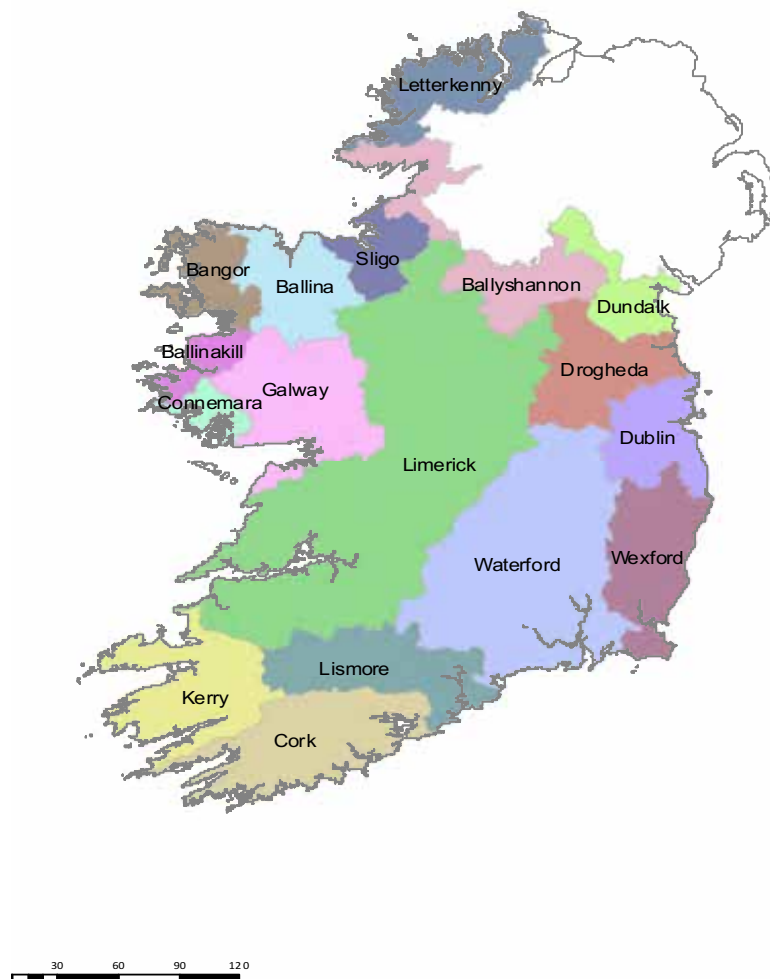 Letterkenny
Sligo
Bangor
Ballina
Ballyshannon
Dundalk
Ballinakill
Drogheda
Galway
Connemara
Dublin
Limerick
Wexford
Waterford
Lismore
Kerry
Cork
30 60 90 120